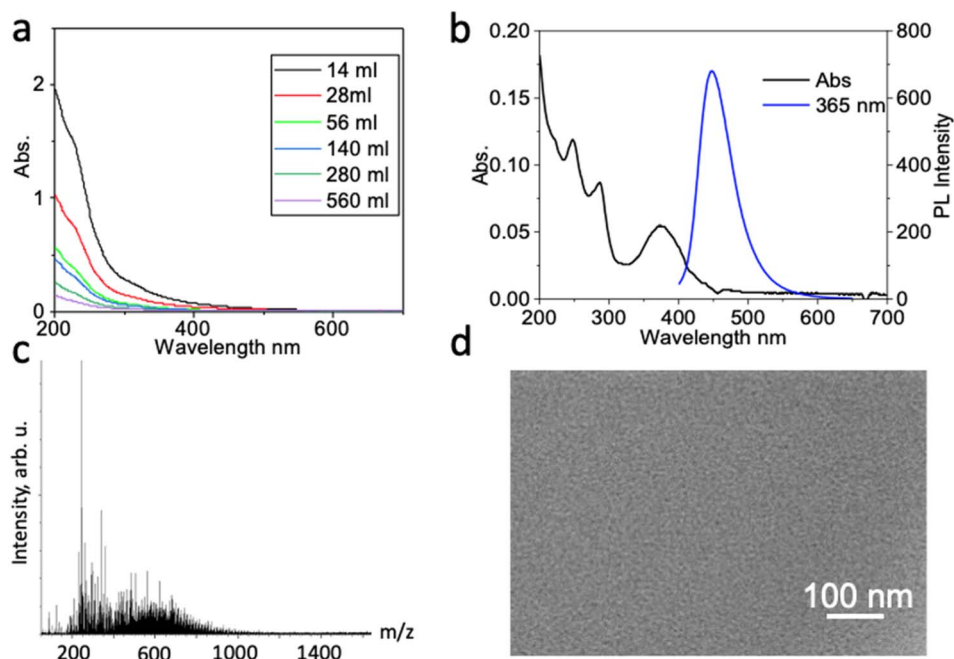 a
2
1
0
Abs.
14 ml
28ml
56 ml
140 ml
280 ml
560 ml
200 400 600
Wavelength nm
b
0.20
0.15
0.10
0.05
0.00
Abs.
Abs
365 nm
800
600
400
200
0
PL Intensity
200 300 400 500 600 700
Wavelength nm
c
Intensity, arb. u.
200 600 1000 1400
m/z
d
100 nm